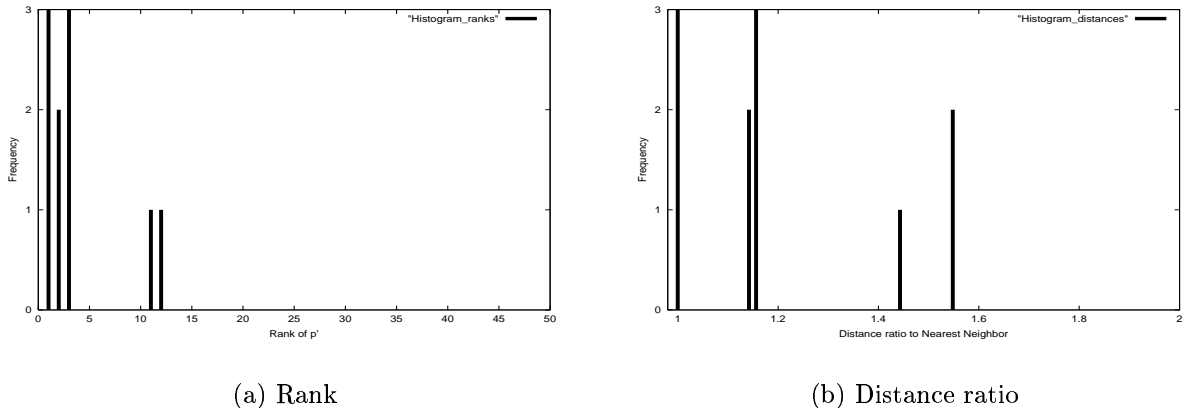 3
2
1
0
Frequency
"Histogram_ranks"
0 5 10 15 20 25 30 35 40 45 50
Rank of p'
(a) Rank
3
2
1
0
Frequency
"Histogram_distances"
1 1.2 1.4 1.6 1.8 2
Distance ratio to Nearest Neighbor
(b) Distance ratio